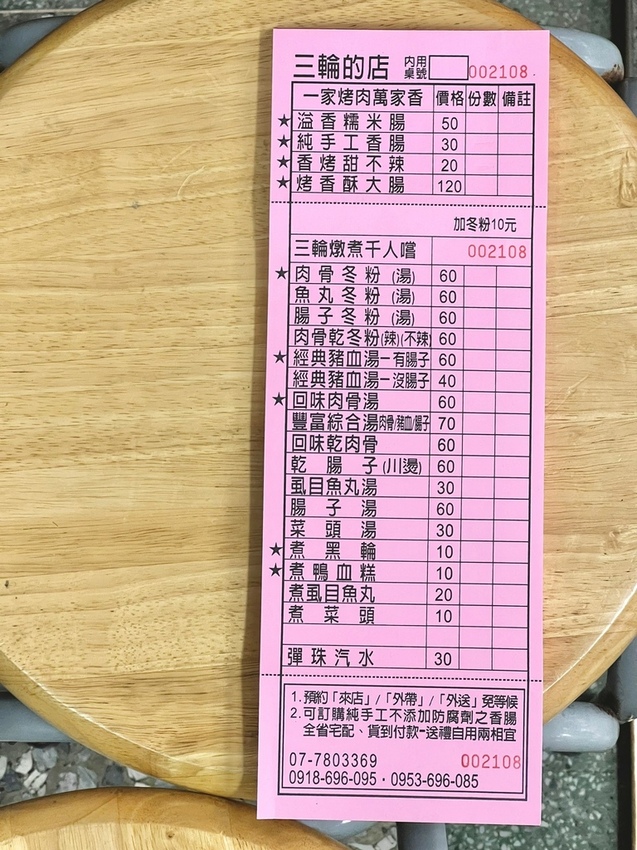 三輪的店 內用桌號 002108
一家烤肉萬家香 價格 份數 備註
★溢香糯米腸 50
★純手工香腸 30
★香烤甜不辣 20
★烤香酥大腸 120
加冬粉10元
三輪燉煮千人嚐 002108
★肉骨冬粉(湯) 60
魚丸冬粉(湯) 60
腸子冬粉(湯) 60
肉骨乾冬粉(辣)(不辣) 60
★經典豬血湯-有腸子 60
經典豬血湯-沒腸子 40
★回味肉骨湯 60
豐富綜合湯肉骨/豬血/腸子 70
回味乾肉骨 60
乾腸子(川燙) 60
虱目魚丸湯 30
腸子湯 60
菜頭湯 30
★煮黑輪 10
★煮鴨血糕 10
煮虱目魚丸 20
煮菜頭 10
彈珠汽水 30
1.預約「來店」/「外帶」/「外送」免等候
2.可訂購純手工不添加防腐劑之香腸
全省宅配、貨到付款-送禮自用兩相宜
07-7803369 002108
0918-696-095・0953-696-085